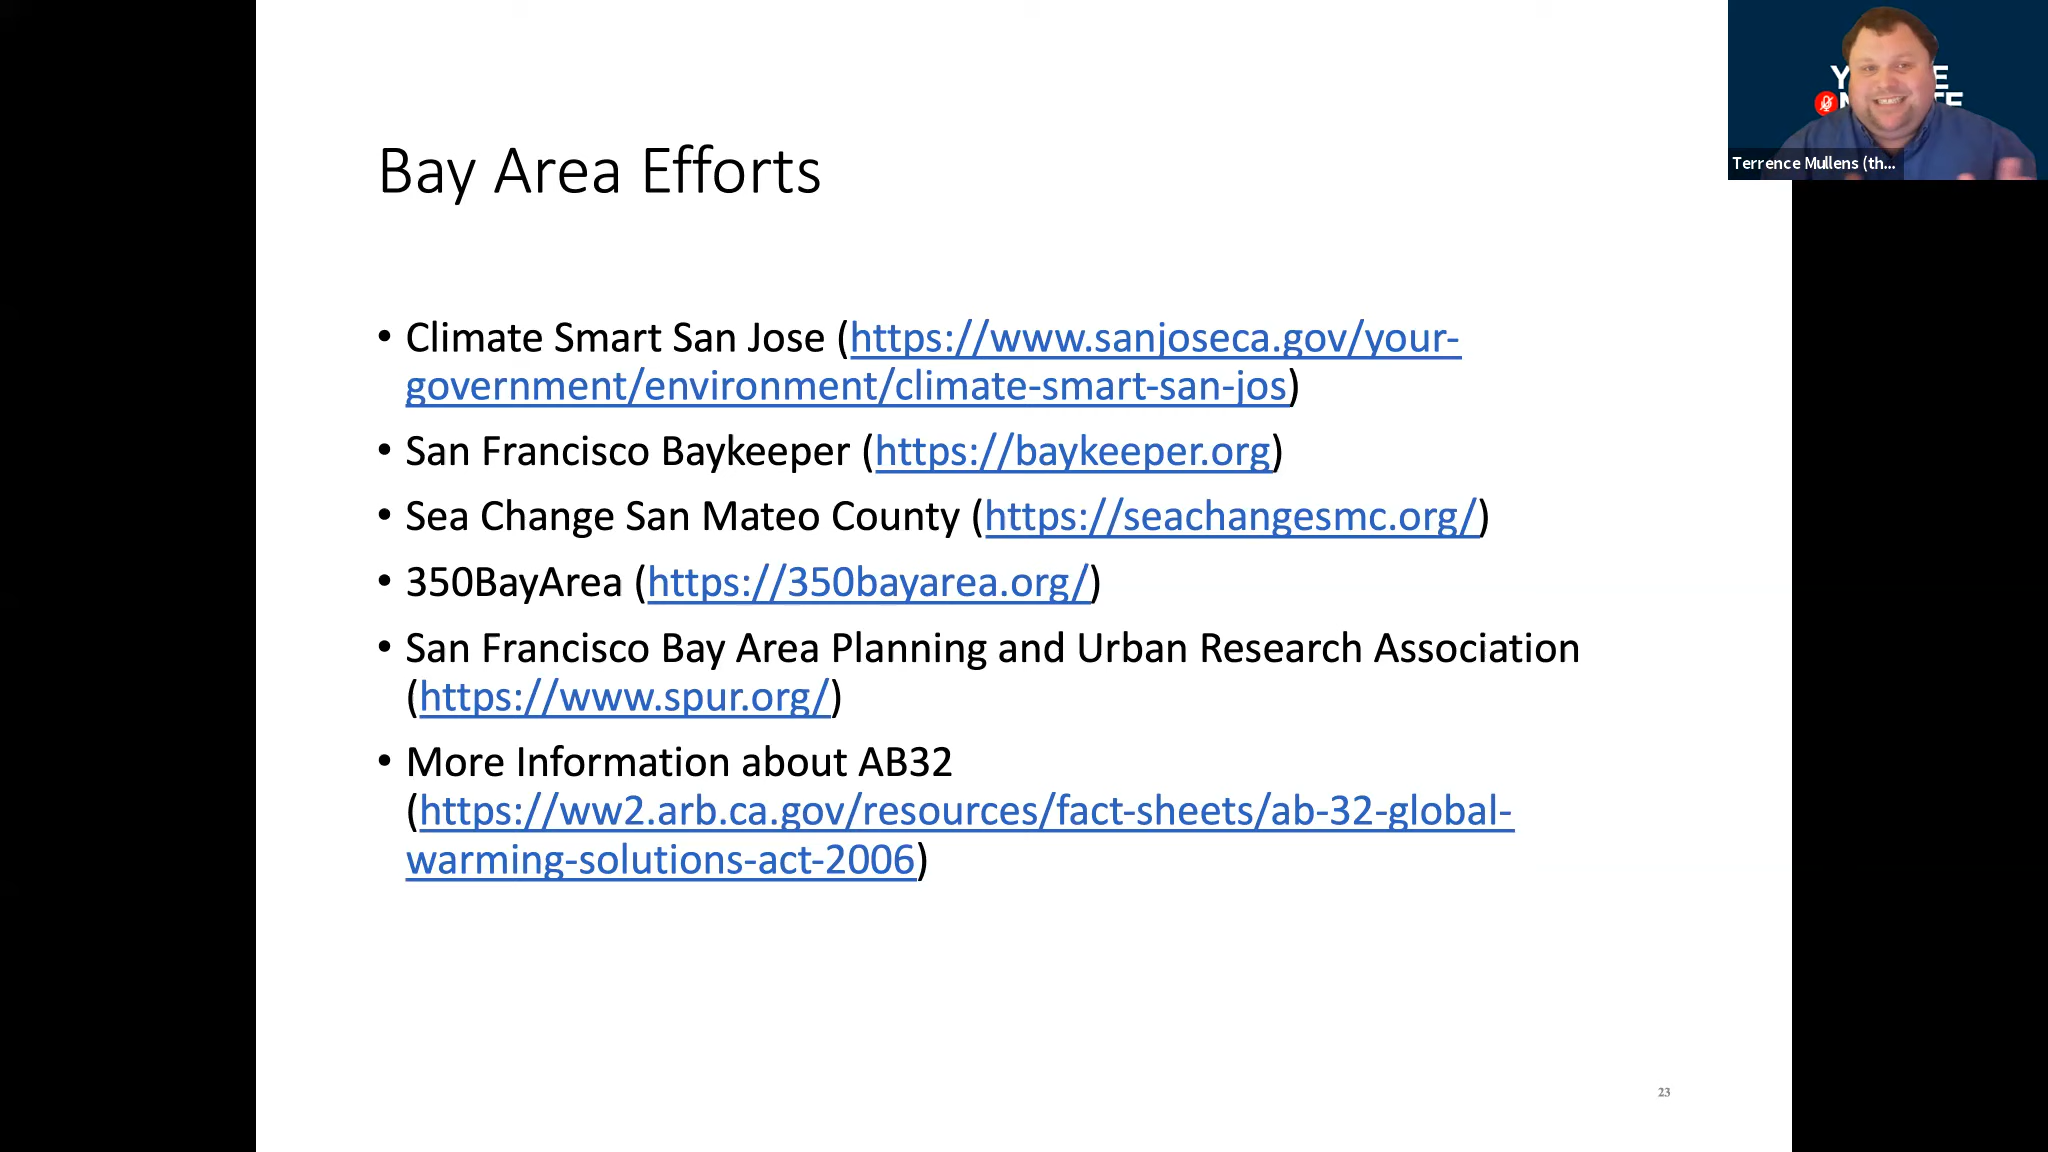 Bay Area Efforts
• Climate Smart San Jose (https://www.sanjoseca.gov/your-
government/environment/climate-smart-san-jos)
• San Francisco Baykeeper (https://baykeeper.org)
• Sea Change San Mateo County (https://seachangesmc.org/)
• 350BayArea (https://350bayarea.org/)
• San Francisco Bay Area Planning and Urban Research Association
(https://www.spur.org/)
• More Information about AB32
(https://ww2.arb.ca.gov/resources/fact-sheets/ab-32-global-
warming-solutions-act-2006)
23
Terrence Mullens (th...